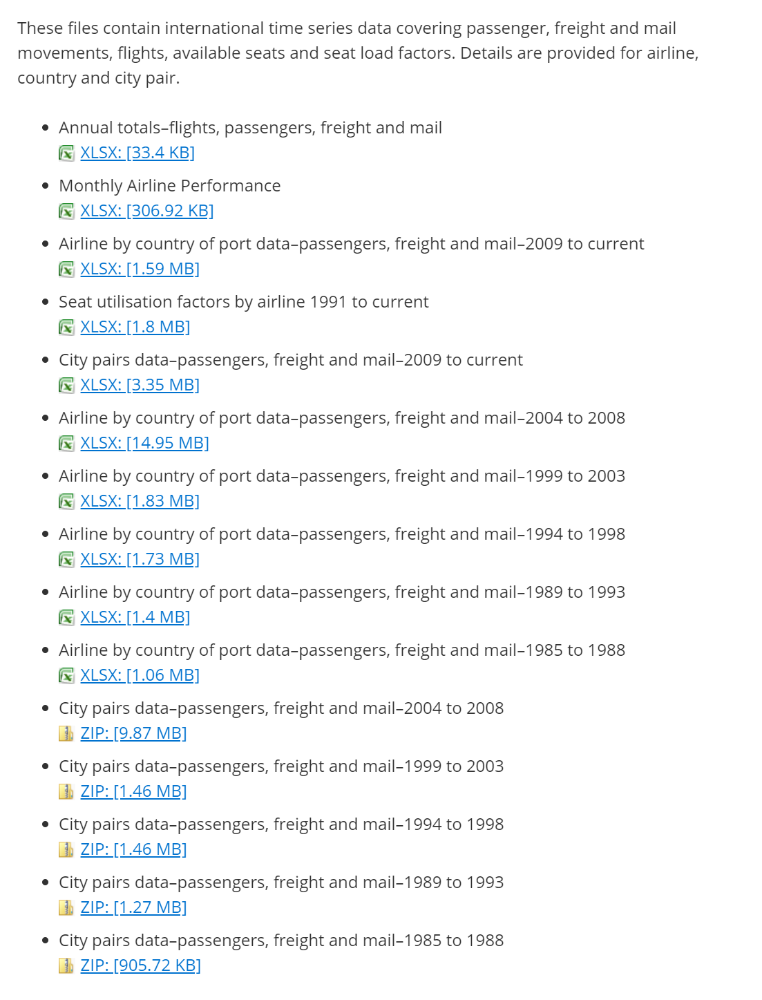 These files contain international time series data covering passenger, freight and mail
movements, flights, available seats and seat load factors. Details are provided for airline,
country and city pair.
• Annual totals–flights, passengers, freight and mail
XLSX: [33.4 KB]
• Monthly Airline Performance
XLSX: [306.92 KB]
• Airline by country of port data–passengers, freight and mail–2009 to current
XLSX: [1.59 MB]
• Seat utilisation factors by airline 1991 to current
XLSX: [1.8 MB]
• City pairs data–passengers, freight and mail–2009 to current
XLSX: [3.35 MB]
• Airline by country of port data–passengers, freight and mail–2004 to 2008
XLSX: [14.95 MB]
• Airline by country of port data–passengers, freight and mail–1999 to 2003
XLSX: [1.83 MB]
• Airline by country of port data–passengers, freight and mail–1994 to 1998
XLSX: [1.73 MB]
• Airline by country of port data–passengers, freight and mail–1989 to 1993
XLSX: [1.4 MB]
• Airline by country of port data–passengers, freight and mail–1985 to 1988
XLSX: [1.06 MB]
• City pairs data–passengers, freight and mail–2004 to 2008
ZIP: [9.87 MB]
• City pairs data–passengers, freight and mail–1999 to 2003
ZIP: [1.46 MB]
• City pairs data–passengers, freight and mail–1994 to 1998
ZIP: [1.46 MB]
• City pairs data–passengers, freight and mail–1989 to 1993
ZIP: [1.27 MB]
• City pairs data–passengers, freight and mail–1985 to 1988
ZIP: [905.72 KB]